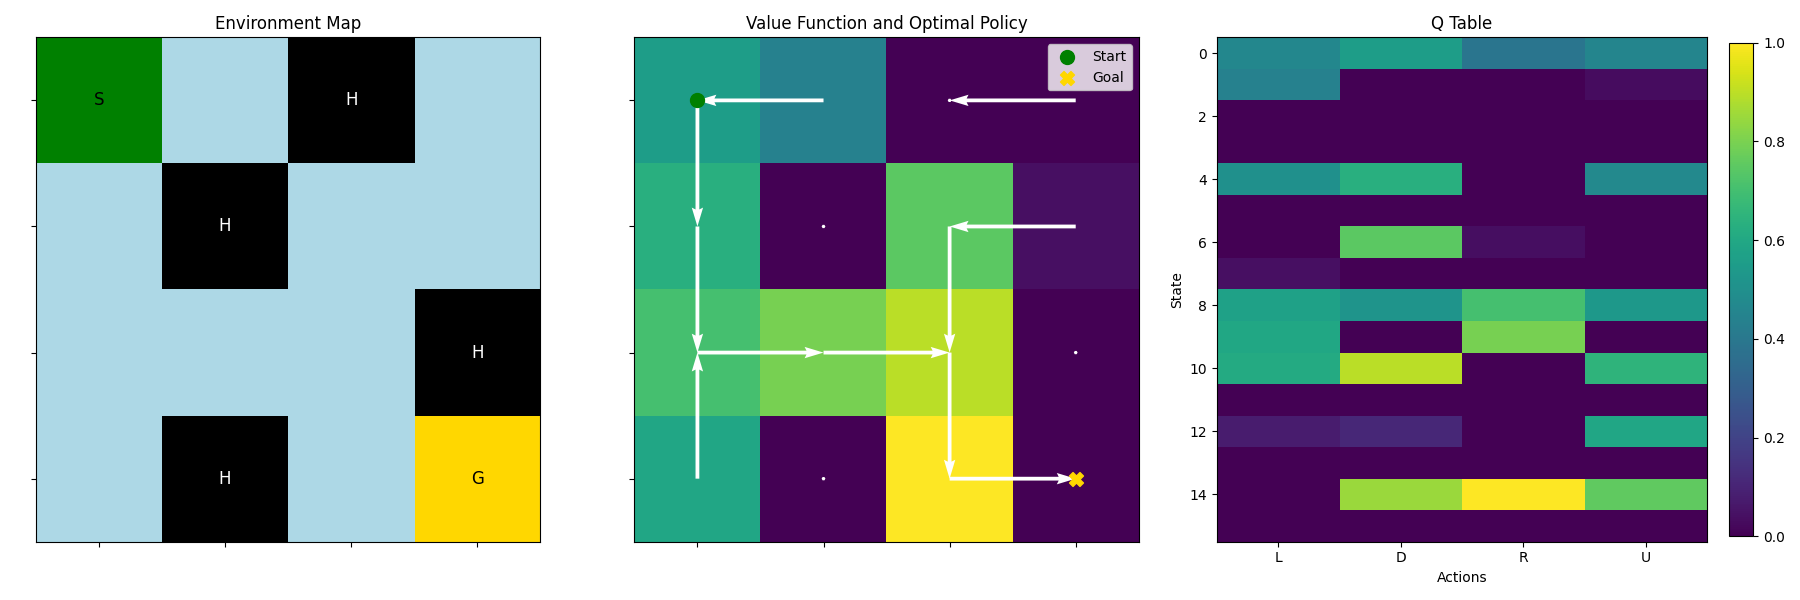 Environment Map
S
H
H
H
H
G
Value Function and Optimal Policy
Start
Goal
Q Table
State
0
2
4
6
8
10
12
14
L D R U
Actions
1.0
0.8
0.6
0.4
0.2
0.0